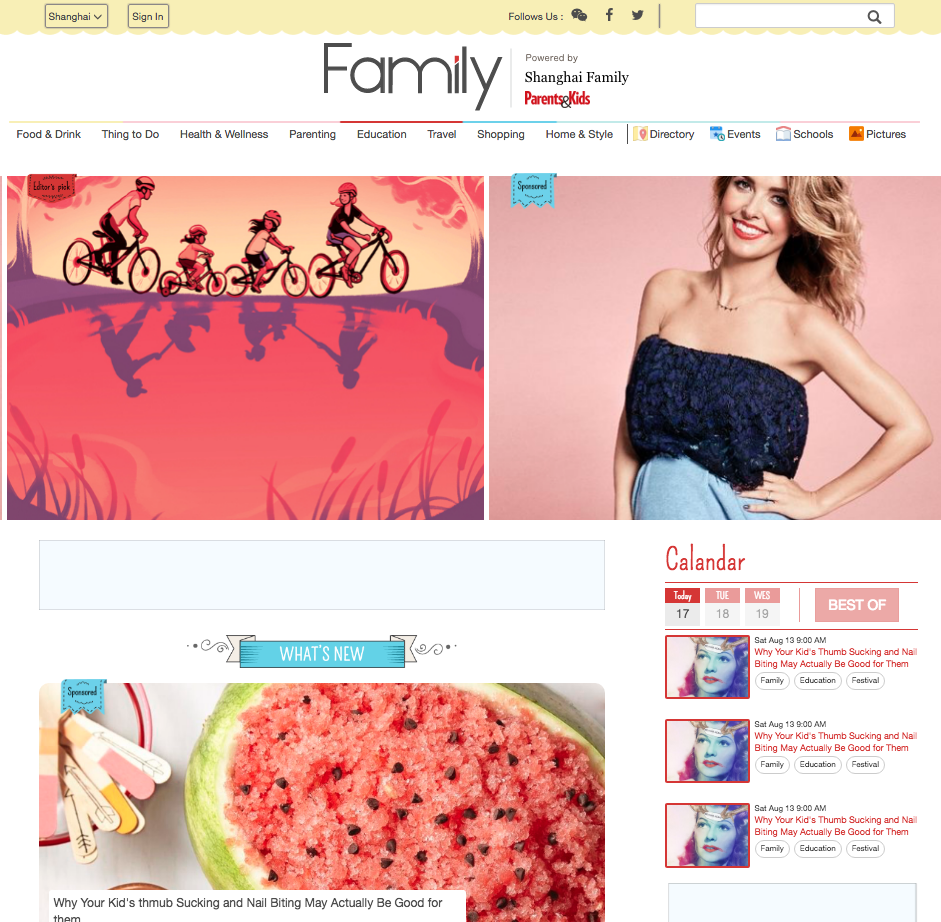 Shanghai
Sign In
Follows Us :
Family
Powered by
Shanghai Family
Parents&Kids
Food & Drink
Thing to Do
Health & Wellness
Parenting
Education
Travel
Shopping
Home & Style
Directory
Events
Schools
Pictures
Editor's pick
Sponsored
Calandar
Today
17
TUE
18
WES
19
BEST OF
Sat Aug 13 9:00 AM
Why Your Kid's Thumb Sucking and Nail
Biting May Actually Be Good for Them
Family
Education
Festival
Sat Aug 13 9:00 AM
Why Your Kid's Thumb Sucking and Nail
Biting May Actually Be Good for Them
Family
Education
Festival
Sat Aug 13 9:00 AM
Why Your Kid's Thumb Sucking and Nail
Biting May Actually Be Good for Them
Family
Education
Festival
WHAT'S NEW
Sponsored
Why Your Kid's thmub Sucking and Nail Biting May Actually Be Good for
them